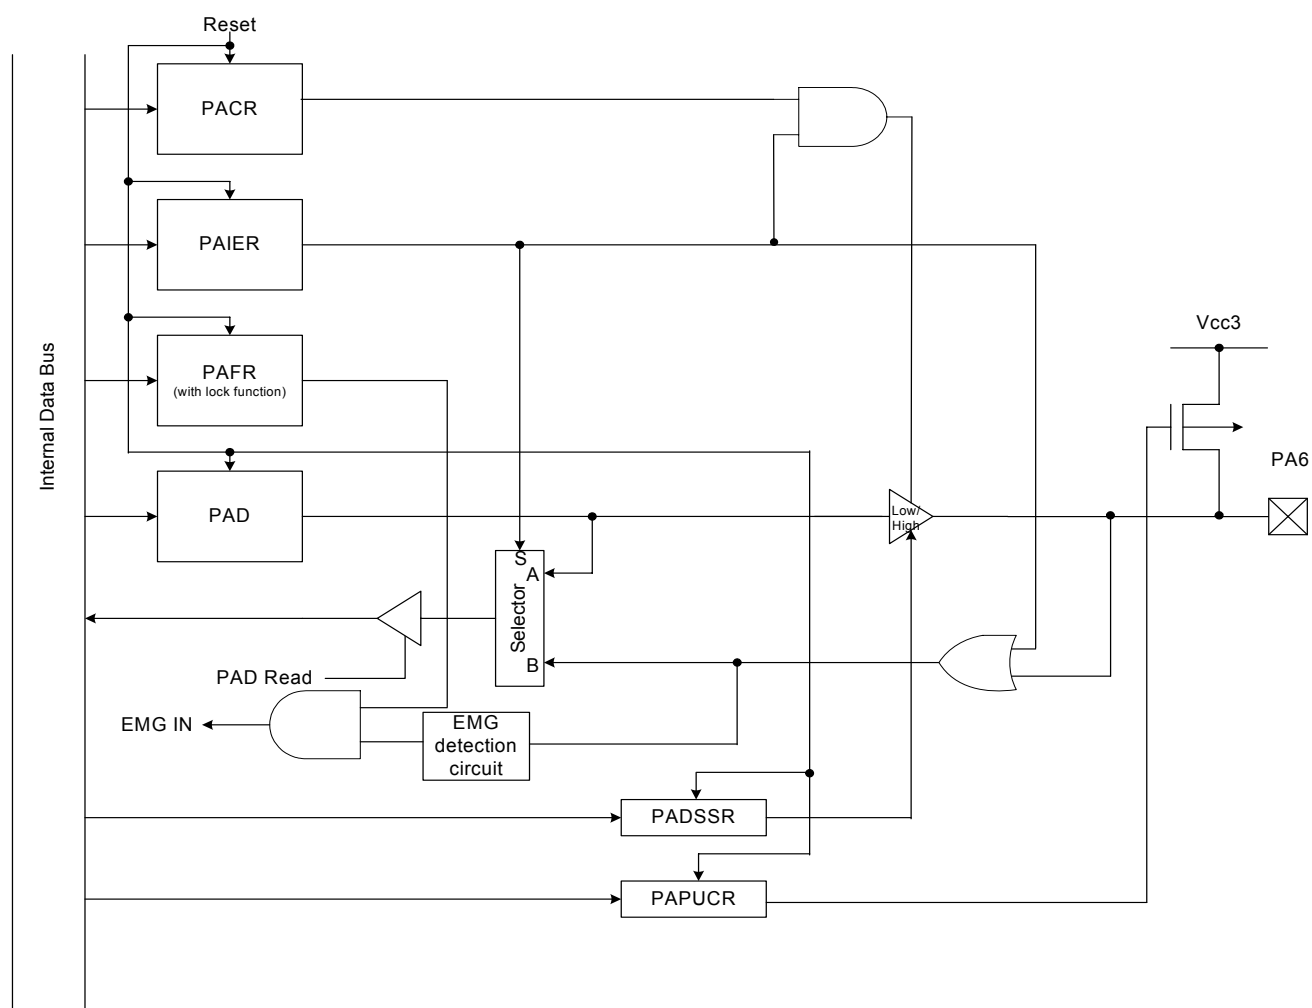 Reset
PACR
PAIER
Vcc3
PAFR
(with lock function)
Internal Data Bus
PA6
PAD
Low/
High
S
A
Selector
B
PAD Read
EMG IN
EMG
detection
circuit
PADSSR
PAPUCR